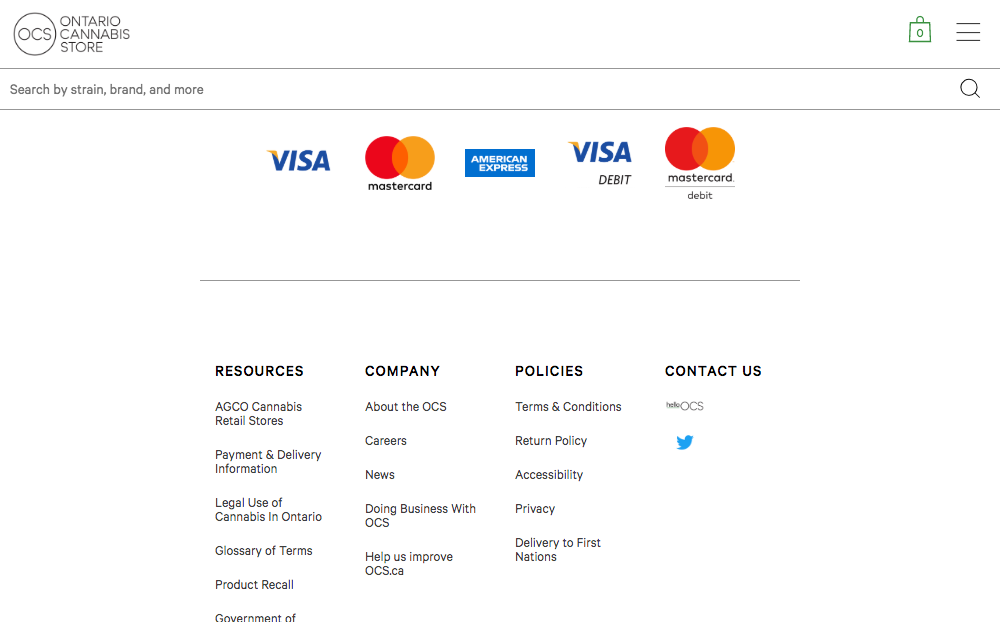 OCS ONTARIO
CANNABIS
STORE
0
Search by strain, brand, and more
VISA
mastercard
AMERICAN
EXPRESS
VISA
DEBIT
mastercard.
debit
RESOURCES
AGCO Cannabis
Retail Stores
Payment & Delivery
Information
Legal Use of
Cannabis In Ontario
Glossary of Terms
Product Recall
Government of
COMPANY
About the OCS
Careers
News
Doing Business With
OCS
Help us improve
OCS.ca
POLICIES
Terms & Conditions
Return Policy
Accessibility
Privacy
Delivery to First
Nations
CONTACT US
helloOCS